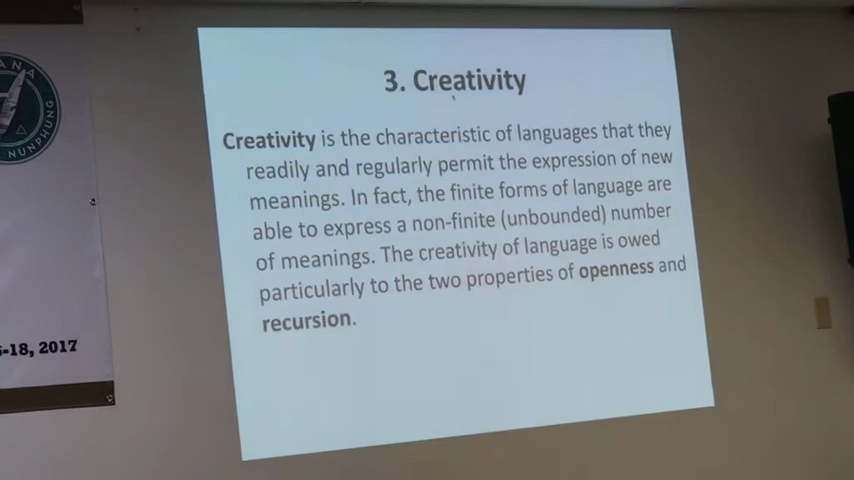 3. Creativity
Creativity is the characteristic of languages that they
readily and regularly permit the expression of new
meanings. In fact, the finite forms of language are
able to express a non-finite (unbounded) number
of meanings. The creativity of language is owed
particularly to the two properties of openness and
recursion.
ANA
NUNPHUNG
-18, 2017